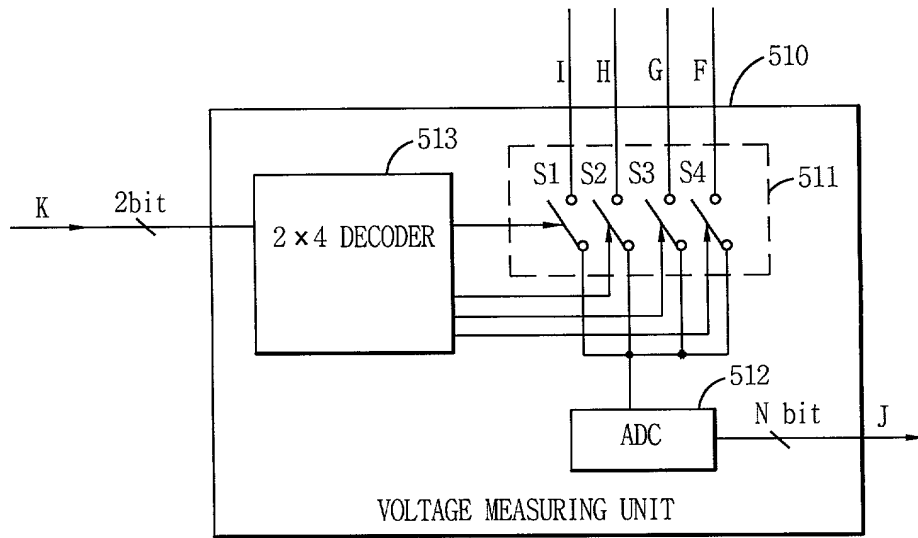 I H G F 510
513
S1 S2 S3 S4 511
K 2bit
2×4 DECODER
512
ADC N bit J
VOLTAGE MEASURING UNIT